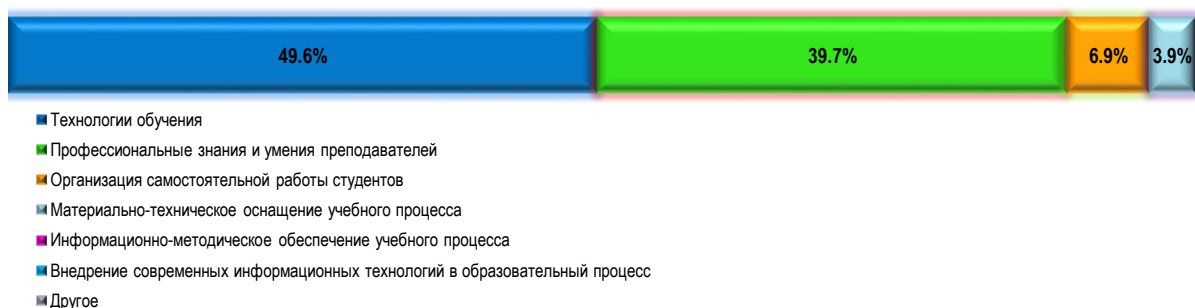 49.6% 39.7% 6.9% 3.9%
Технологии обучения
Профессиональные знания и умения преподавателей
Организация самостоятельной работы студентов
Материально-техническое оснащение учебного процесса
Информационно-методическое обеспечение учебного процесса
Внедрение современных информационных технологий в образовательный процесс
Другое